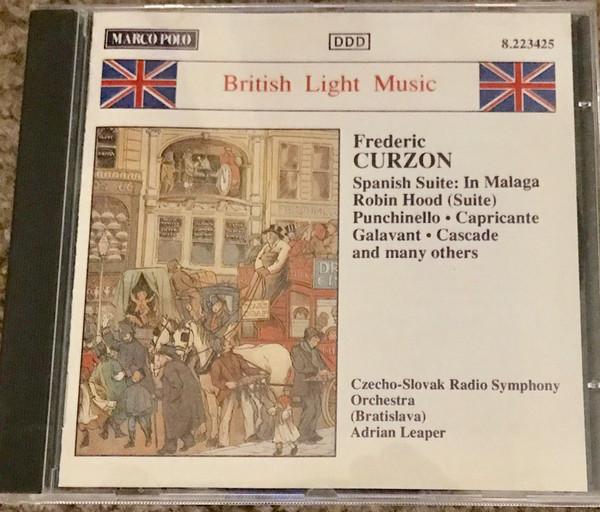 MARCO POLO
DDD
8.223425
British Light Music
Frederic
CURZON
Spanish Suite: In Malaga
Robin Hood (Suite)
Punchinello • Capricante
Galavant • Cascade
and many others
DR
Czecho-Slovak Radio Symphony
Orchestra
(Bratislava)
Adrian Leaper